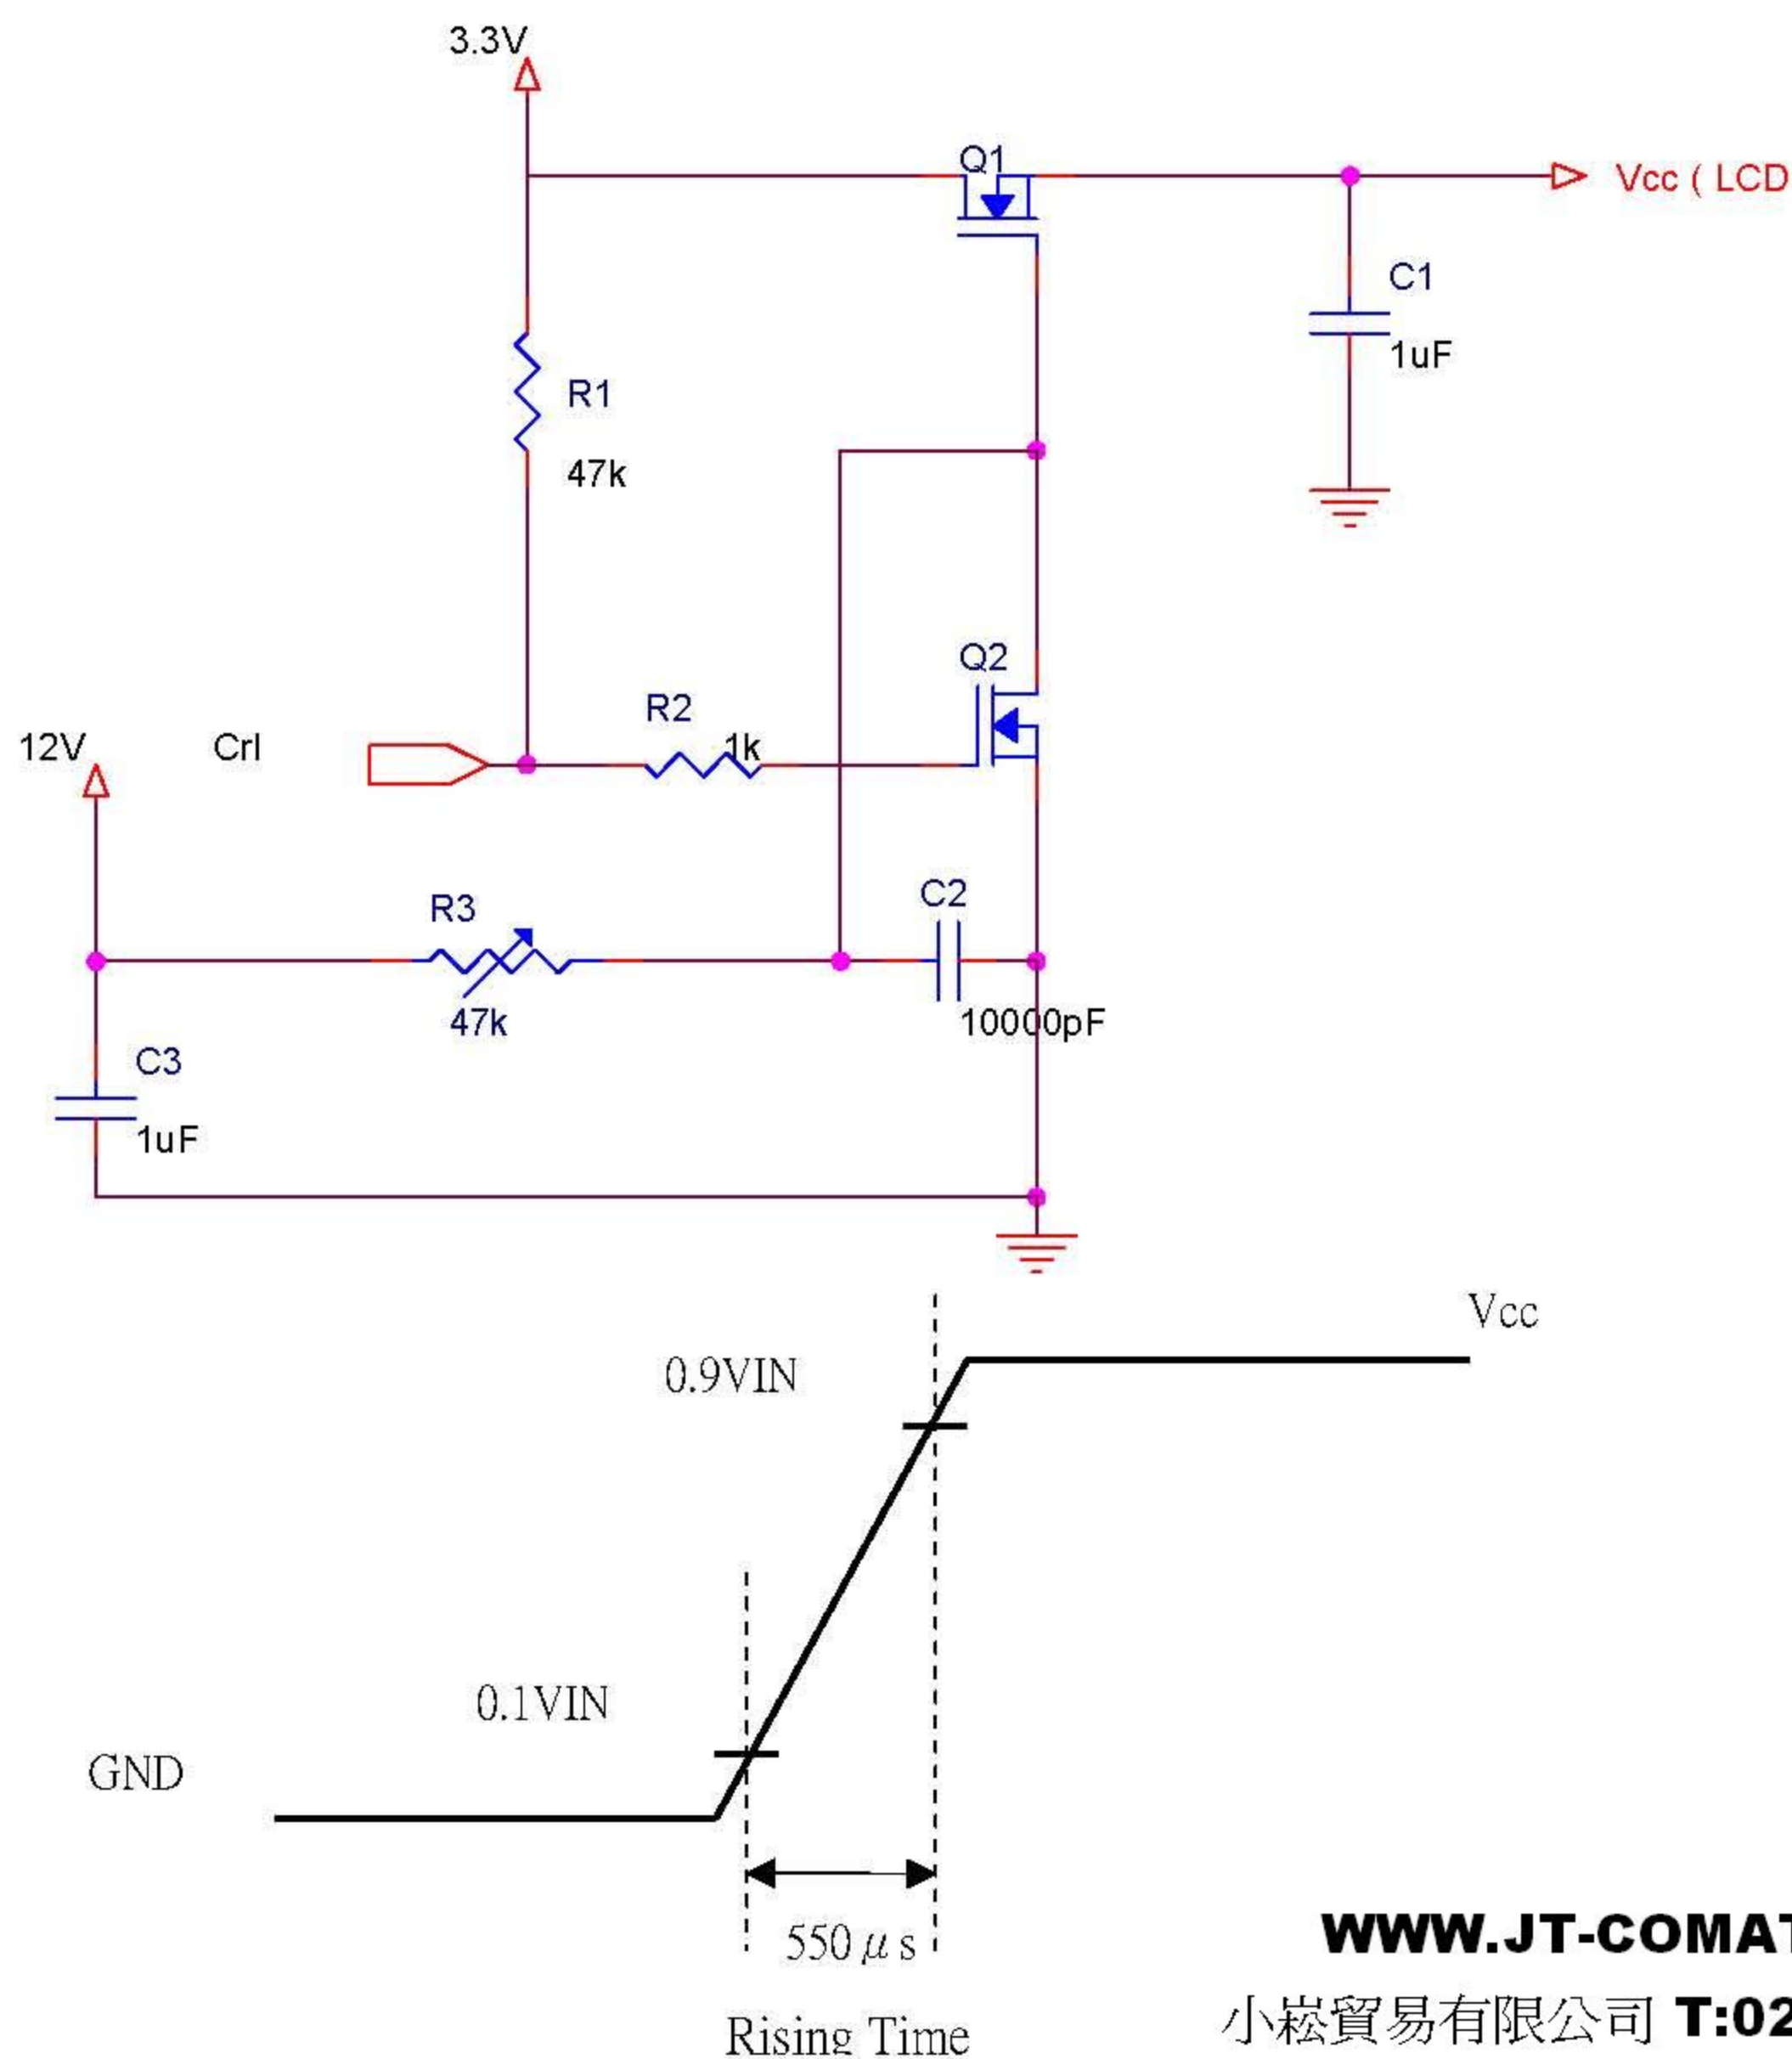 3.3V
Q1
Vcc ( LCD
C1
1uF
R1
47k
Q2
R2
1k
12V
Crl
C2
R3
10000pF
47k
C3
1uF
Vcc
0.9VIN
0.1VIN
GND
550 μ s
Rising Time
WWW.JT-COMAT
小崧貿易有限公司 T:02